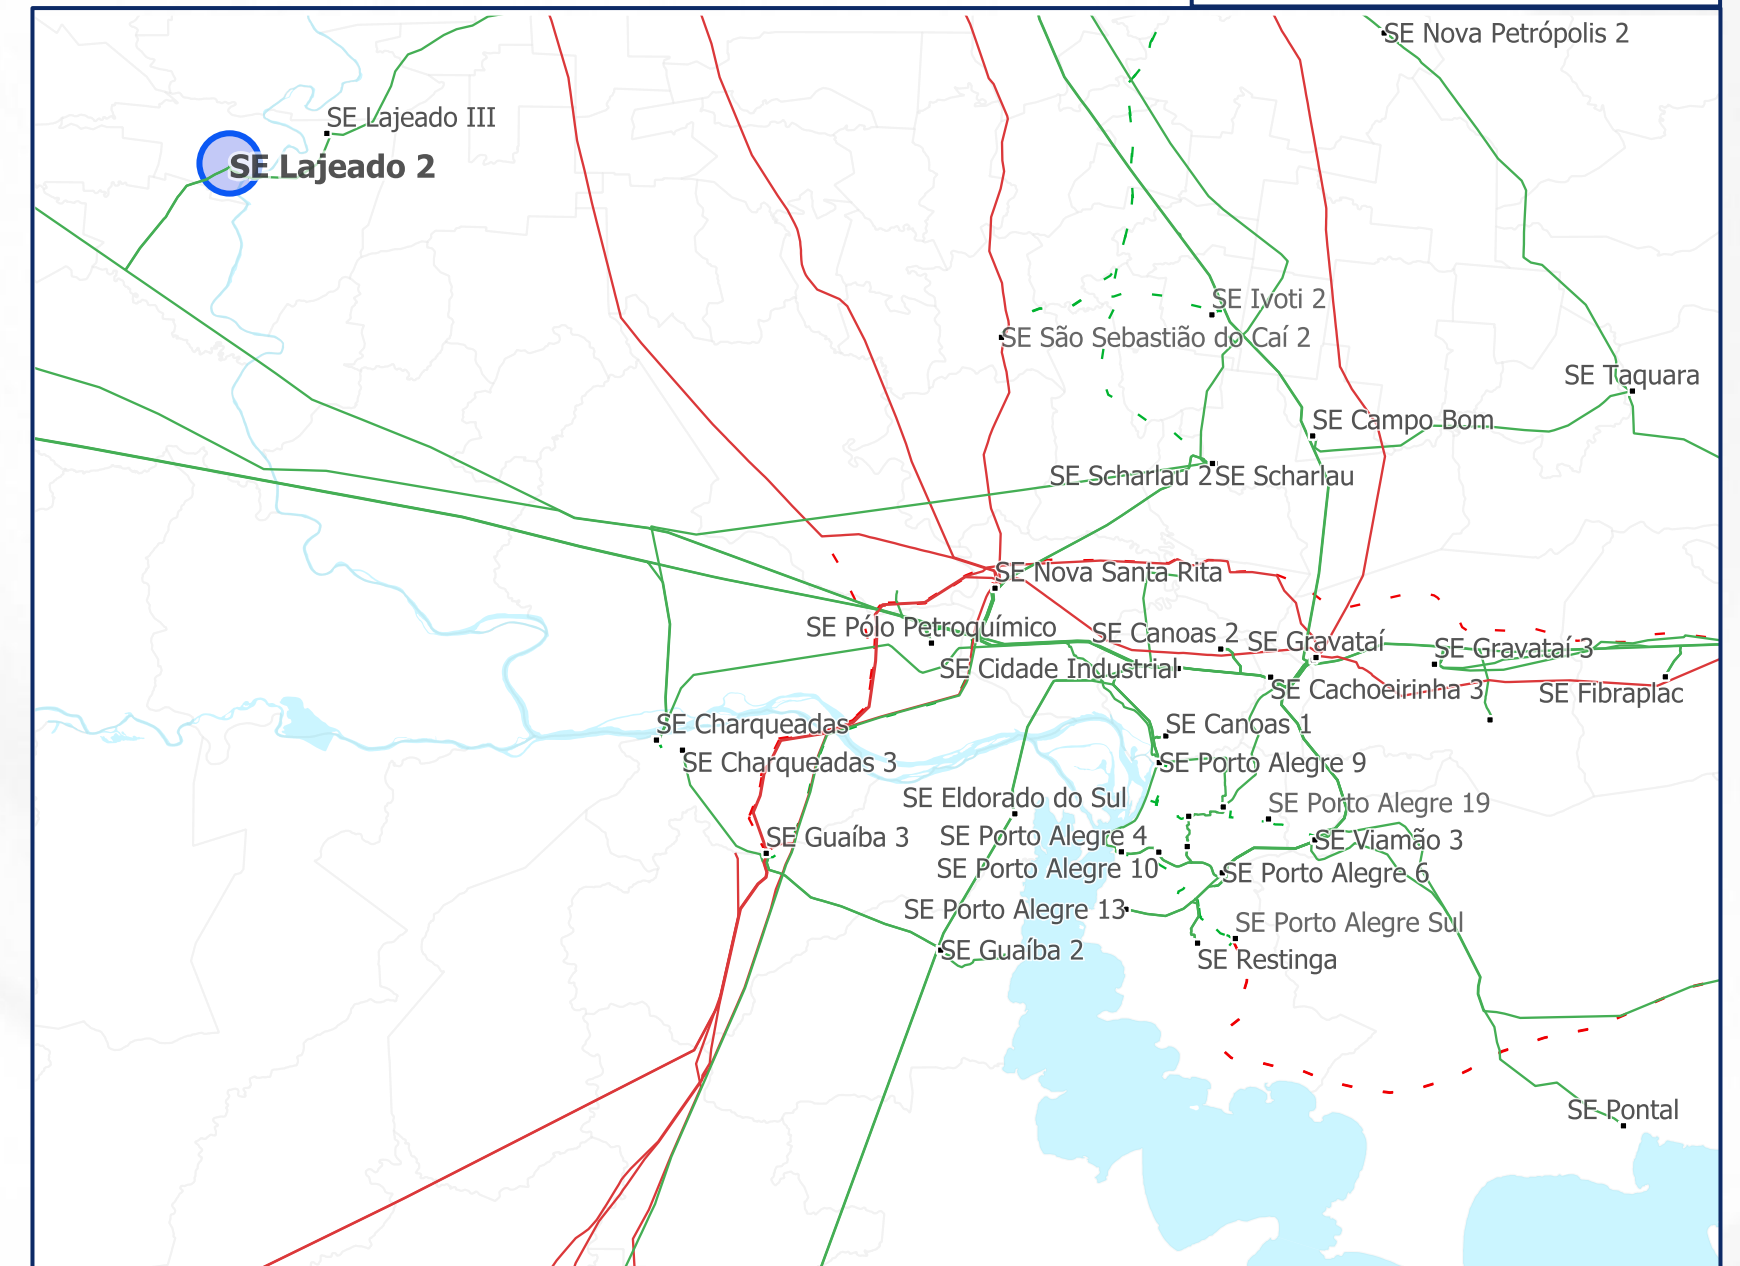 SE Nova Petrópolis 2
SE Lajeado III
SE Lajeado 2
SE Ivoti 2
SE São Sebastião do Caí 2
SE Taquara
SE Campo Bom
SE Scharlau 2
SE Scharlau
SE Nova Santa Rita
SE Pólo Petroquímico
SE Canoas 2
SE Gravataí
SE Gravataí 3
SE Cidade Industrial
SE Cachoeirinha 3
SE Fibraplac
SE Charqueadas
SE Canoas 1
SE Charqueadas 3
SE Porto Alegre 9
SE Eldorado do Sul
SE Porto Alegre 19
SE Guaíba 3
SE Porto Alegre 4
SE Viamão 3
SE Porto Alegre 10
SE Porto Alegre 6
SE Porto Alegre 13
SE Porto Alegre Sul
SE Guaíba 2
SE Restinga
SE Pontal